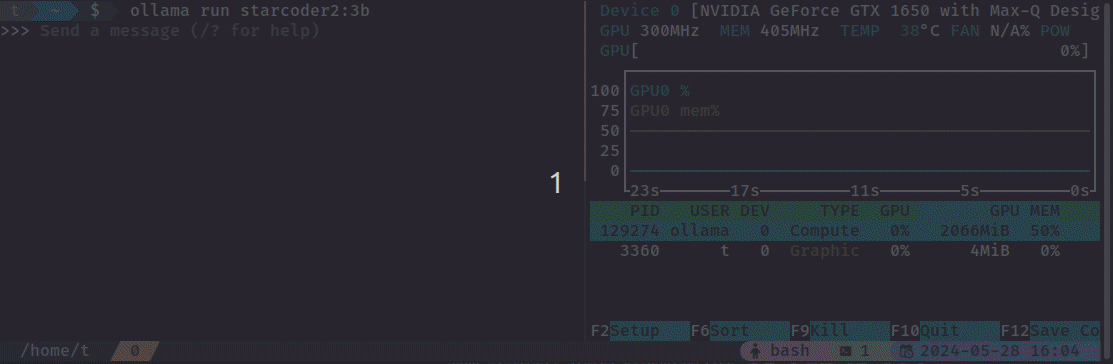 t ~ $ ollama run starcoder2:3b
>>> Send a message (/? for help)
Device 0 [NVIDIA GeForce GTX 1650 with Max-Q Desig
GPU 300MHz MEM 405MHz TEMP 38°C FAN N/A% POW
GPU[ 0%]
GPU0 %
GPU0 mem%
100
75
50
25
0
23s 17s 11s 5s 0s
PID USER DEV TYPE GPU GPU MEM
129274 ollama 0 Compute 0% 2066MiB 50%
3360 t 0 Graphic 0% 4MiB 0%
F2Setup F6Sort F9Kill F10Quit F12Save Co
1
/home/t 0 bash 1 2024-05-28 16:04